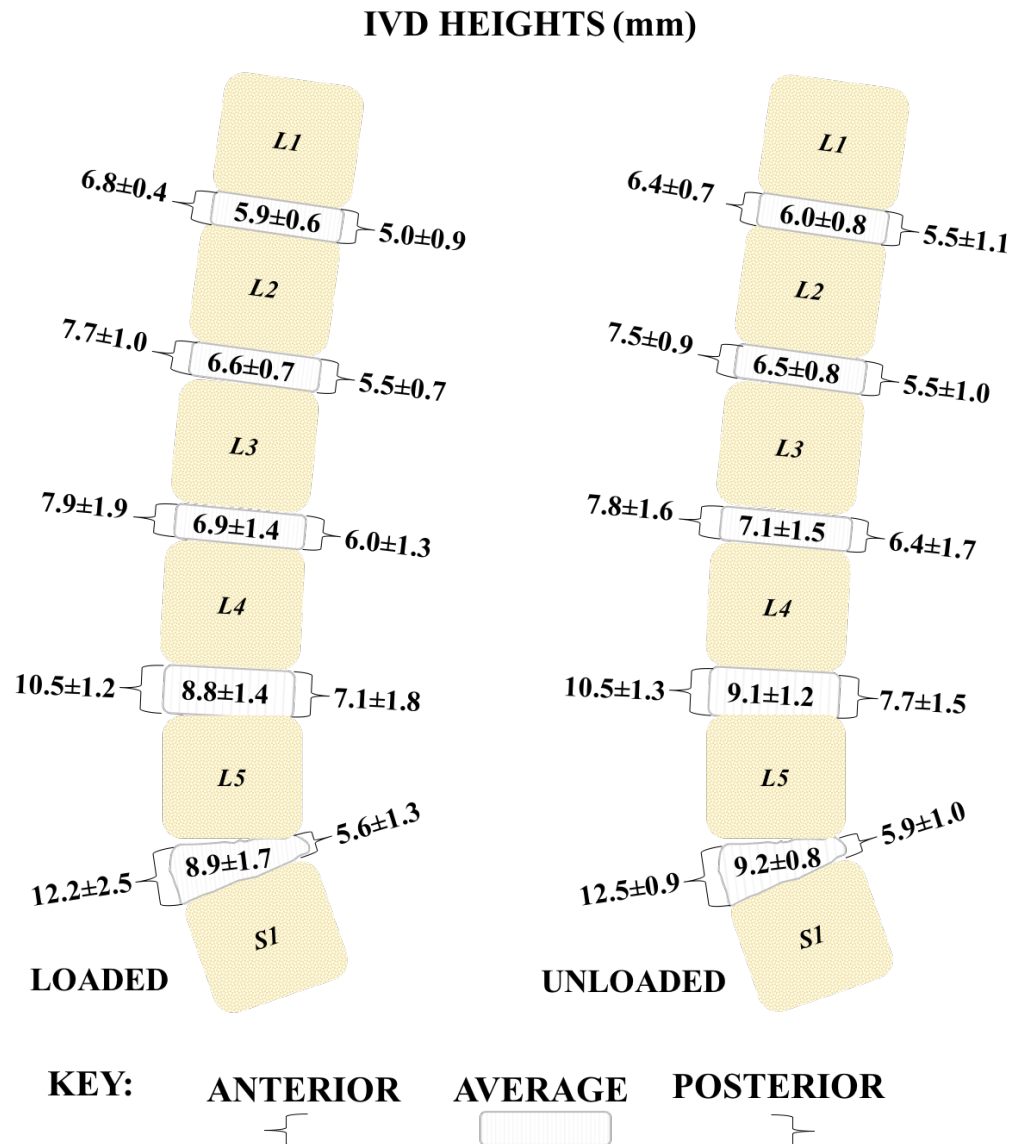 IVD HEIGHTS (mm)
L1
6.8±0.4
5.9±0.6
5.0±0.9
L2
7.7±1.0
6.6±0.7
5.5±0.7
L3
7.9±1.9
6.9±1.4
6.0±1.3
L4
10.5±1.2
8.8±1.4
7.1±1.8
L5
12.2±2.5
8.9±1.7
5.6±1.3
S1
LOADED
L1
6.4±0.7
6.0±0.8
5.5±1.1
L2
7.5±0.9
6.5±0.8
5.5±1.0
L3
7.8±1.6
7.1±1.5
6.4±1.7
L4
10.5±1.3
9.1±1.2
7.7±1.5
L5
12.5±0.9
9.2±0.8
5.9±1.0
S1
UNLOADED
KEY: ANTERIOR AVERAGE POSTERIOR